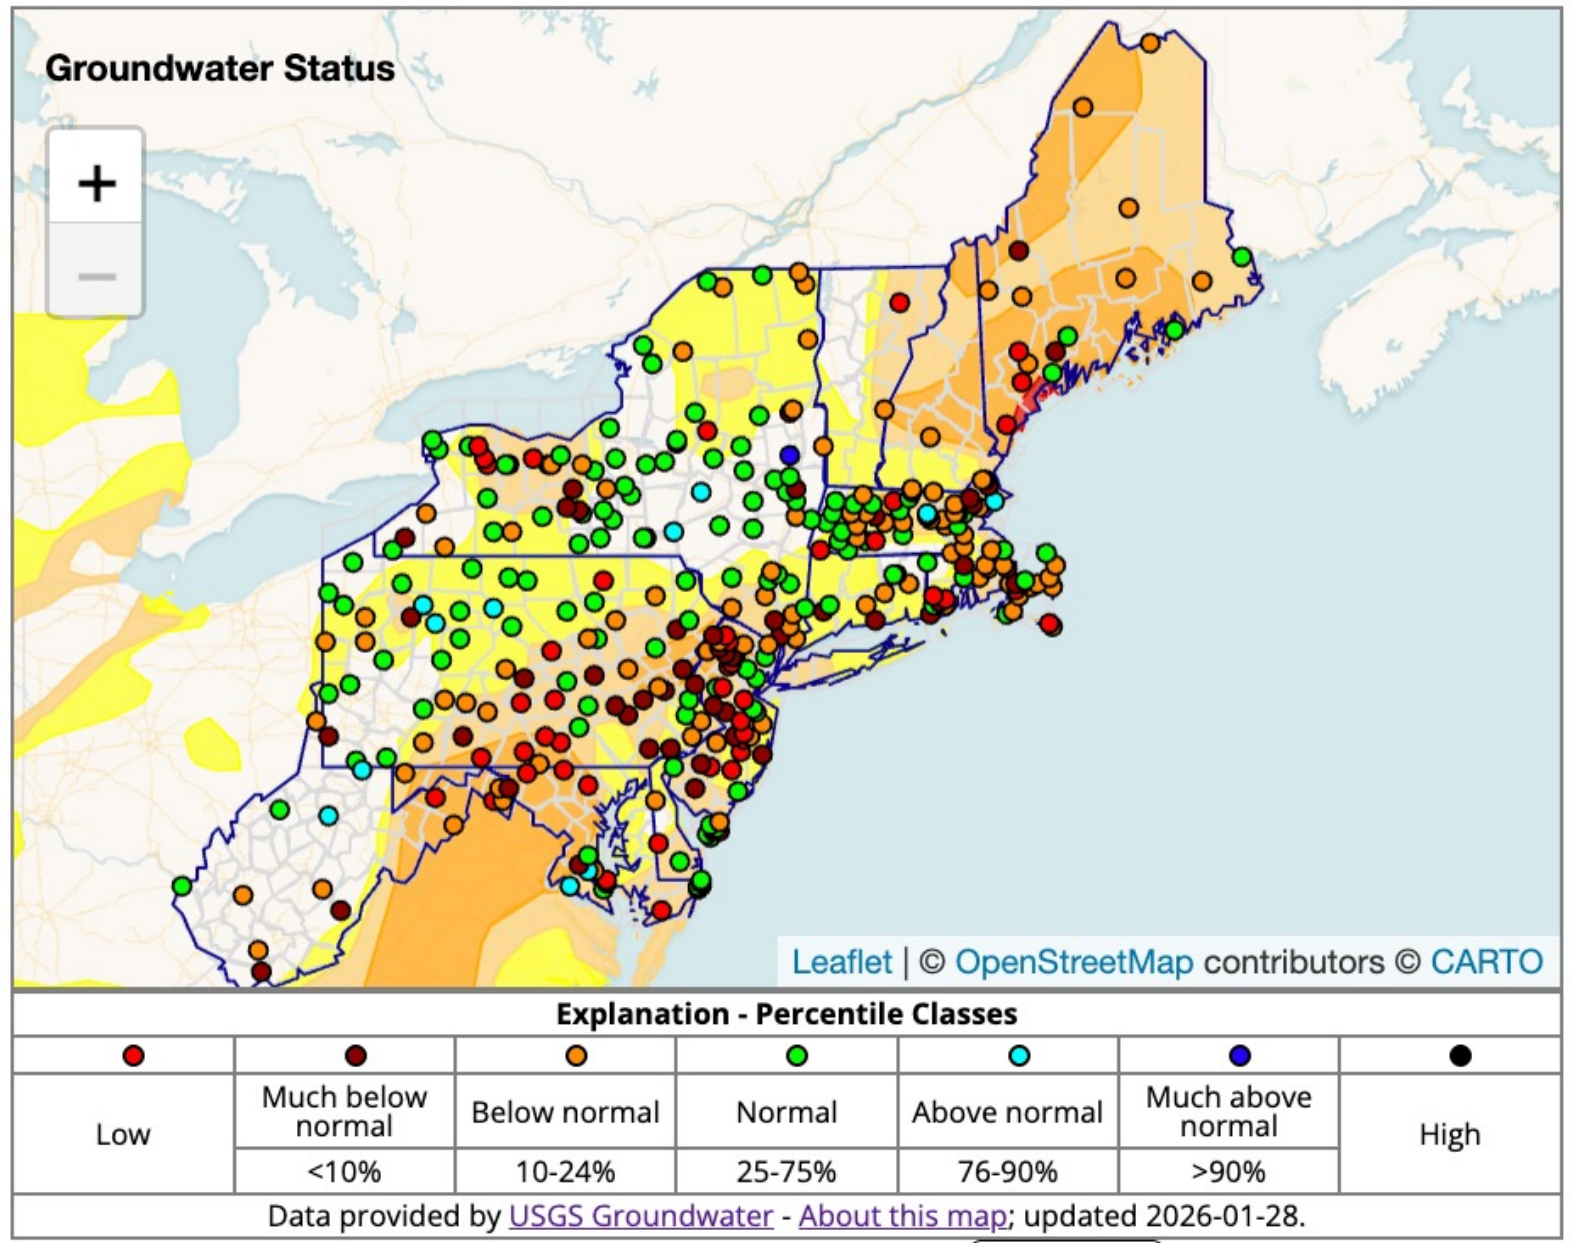 Groundwater Status
+
−
Leaflet | © OpenStreetMap contributors © CARTO
Explanation - Percentile Classes
Low
Much below normal
Below normal
Normal
Above normal
Much above normal
High
<10%
10-24%
25-75%
76-90%
>90%
Data provided by USGS Groundwater - About this map; updated 2026-01-28.